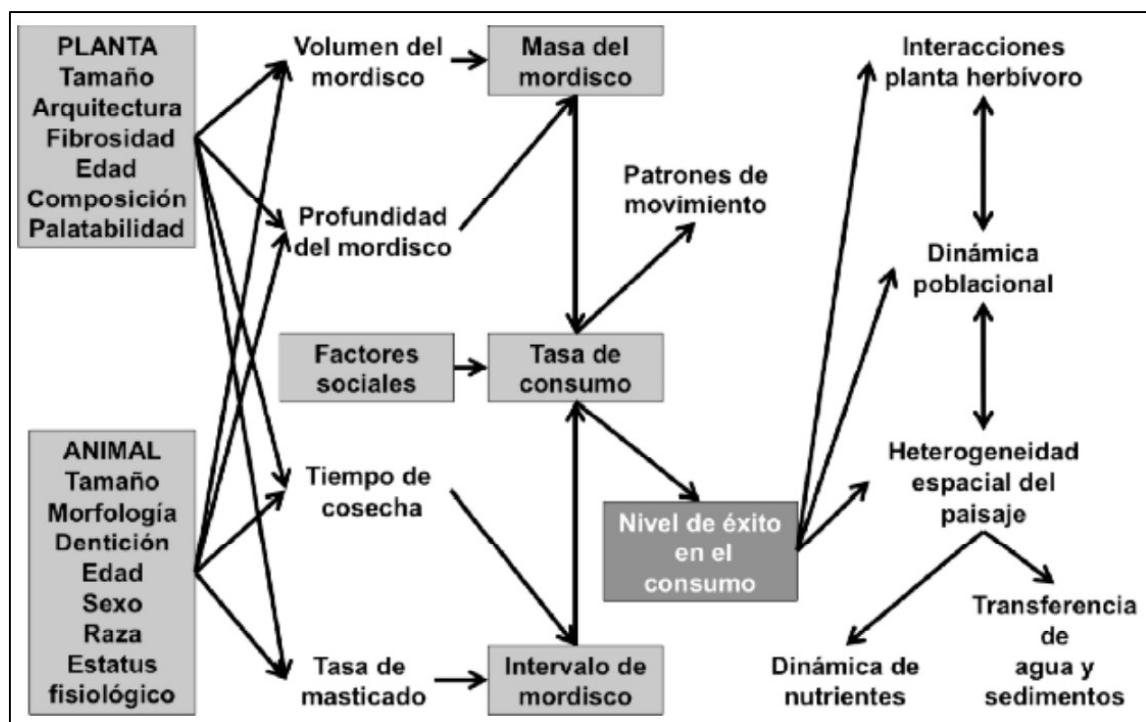 PLANTA
Tamaño
Arquitectura
Fibrosidad
Edad
Composición
Palatabilidad
ANIMAL
Tamaño
Morfología
Dentición
Edad
Sexo
Raza
Estatus
fisiológico
Volumen del
mordisco
Profundidad
del mordisco
Factores
sociales
Tiempo de
cosecha
Tasa de
masticado
Masa del
mordisco
Tasa de
consumo
Intervalo de
mordisco
Patrones de
movimiento
Nivel de éxito
en el
consumo
Interacciones
planta herbívoro
Dinámica
poblacional
Heterogeneidad
espacial del
paisaje
Dinámica de
nutrientes
Transferencia
de
agua y
sedimentos